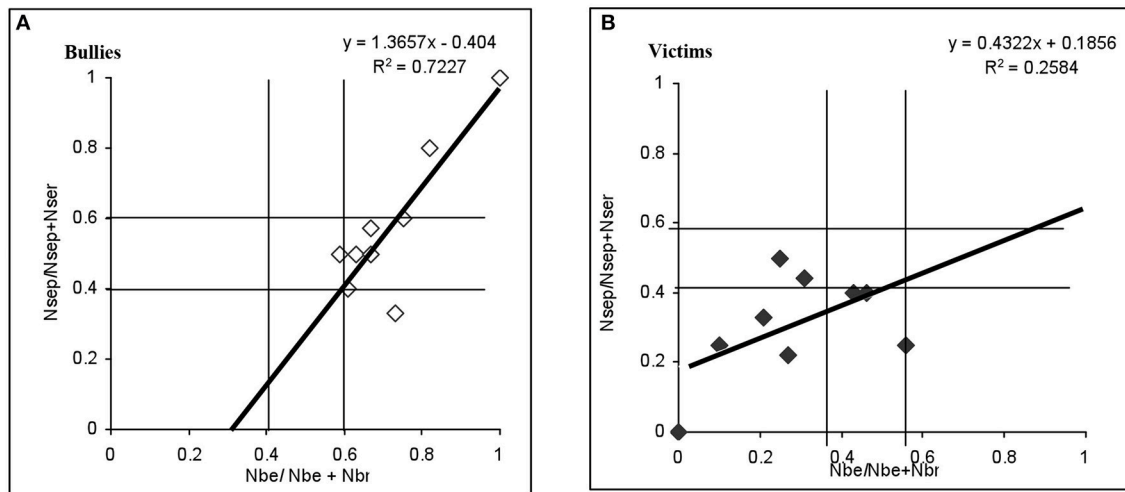 A
Bullies
y = 1.3657x - 0.404
R² = 0.7227
Nsep/Nsep+Nser
1
0.8
0.6
0.4
0.2
0
0 0.2 0.4 0.6 0.8 1
Nbe/ Nbe + Nbr
B
Victims
y = 0.4322x + 0.1856
R² = 0.2584
Nsep/Nsep+Nser
1
0.8
0.6
0.4
0.2
0
0 0.2 0.4 0.6 0.8 1
Nbe/Nbe+Nbr